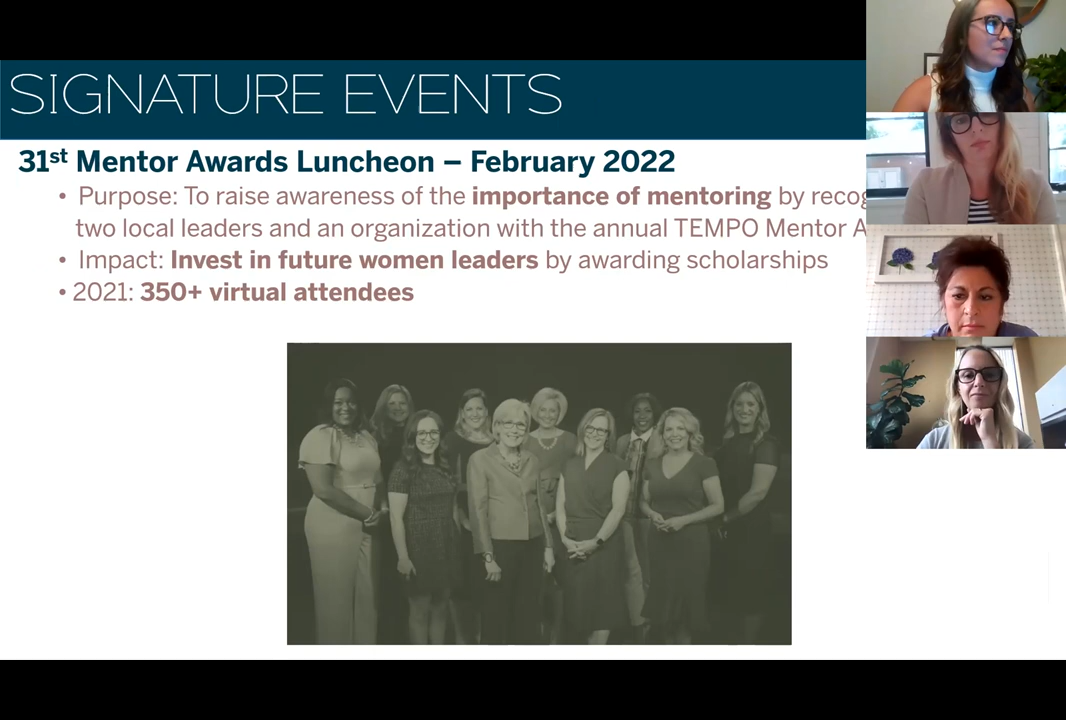 SIGNATURE EVENTS
31st Mentor Awards Luncheon – February 2022
• Purpose: To raise awareness of the importance of mentoring by
two local leaders and an organization with the annual TEMPO Mentor
• Impact: Invest in future women leaders by awarding scholarships
• 2021: 350+ virtual attendees